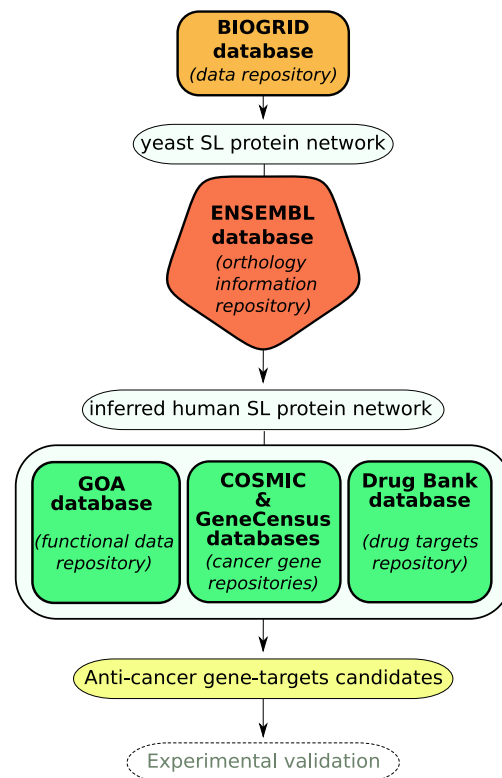 BIOGRID
database
(data repository)
yeast SL protein network
ENSEMBL
database
(orthology
information
repository)
inferred human SL protein network
GOA
database
(functional data
repository)
COSMIC
&
GeneCensus
databases
(cancer gene
repositories)
Drug Bank
database
(drug targets
repository)
Anti-cancer gene-targets candidates
Experimental validation